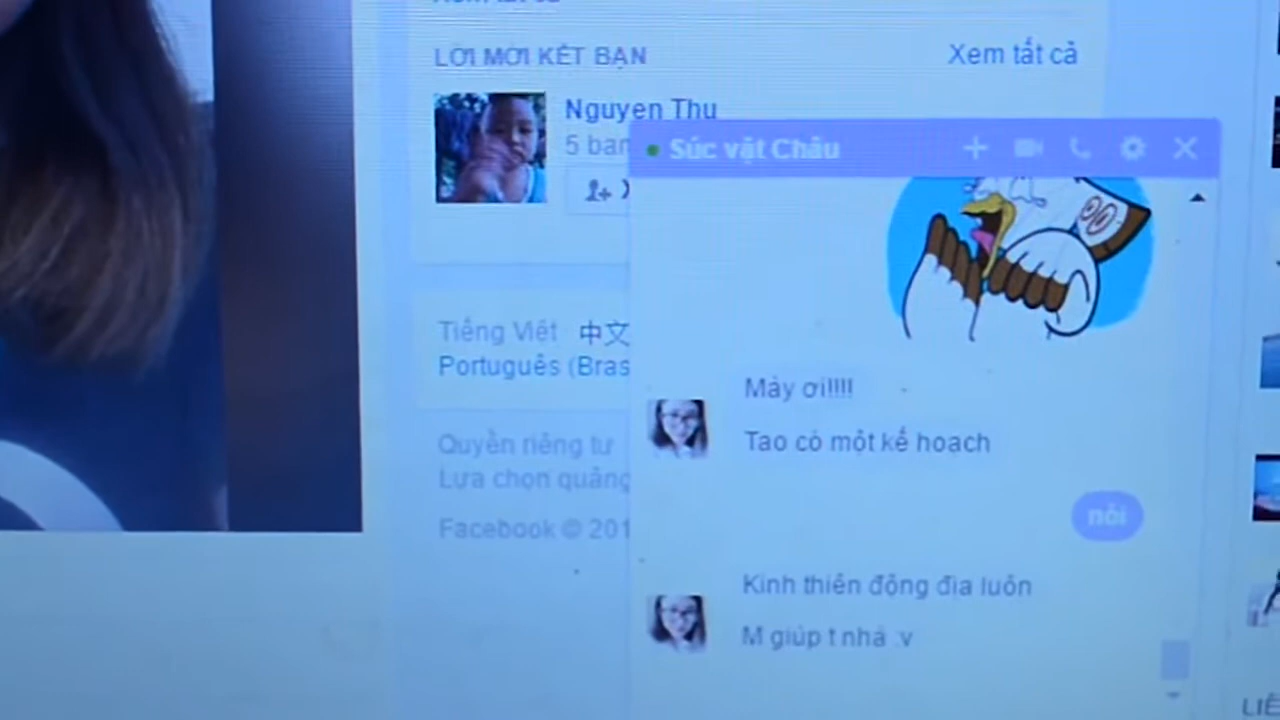 LỜI MỜI KẾT BẠN
Xem tất cả
Nguyen Thu
5 bạn
Súc vật Châu
Mày ơi!!!!
Tao có một kế hoạch
nói
Kinh thiên động địa luôn
M giúp t nhá :v
Tiếng Việt 中文
Português (Bras
Quyền riêng tư
Lựa chọn quảng
Facebook © 201
LIÊ